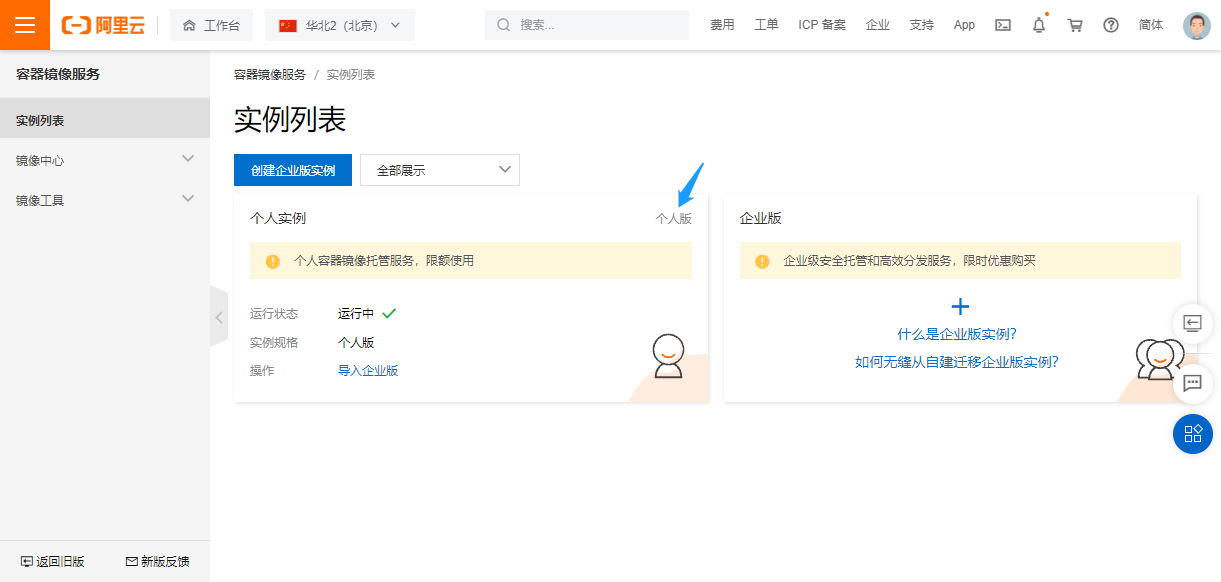 阿里云
工作台
华北2（北京）
搜索...
费用
工单
ICP 备案
企业
支持
App
简体
容器镜像服务
实例列表
镜像中心
镜像工具
返回旧版
新版反馈
容器镜像服务 / 实例列表
实例列表
创建企业版实例
全部展示
个人实例
个人版
个人容器镜像托管服务，限额使用
运行状态 运行中
实例规格 个人版
操作 导入企业版
企业版
企业级安全托管和高效分发服务，限时优惠购买
什么是企业版实例?
如何无缝从自建迁移企业版实例?